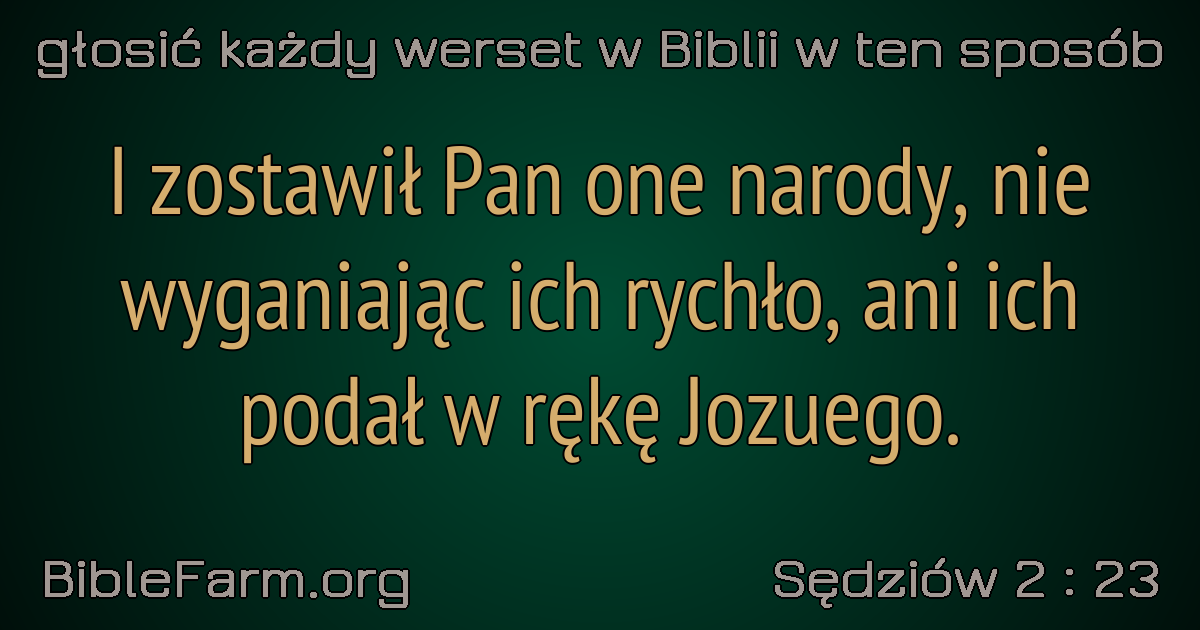 głosić każdy werset w Biblii w ten sposób
I zostawił Pan one narody, nie
wyganiając ich rychło, ani ich
podał w rękę Jozuego.
BibleFarm.org
Sędziów 2 : 23